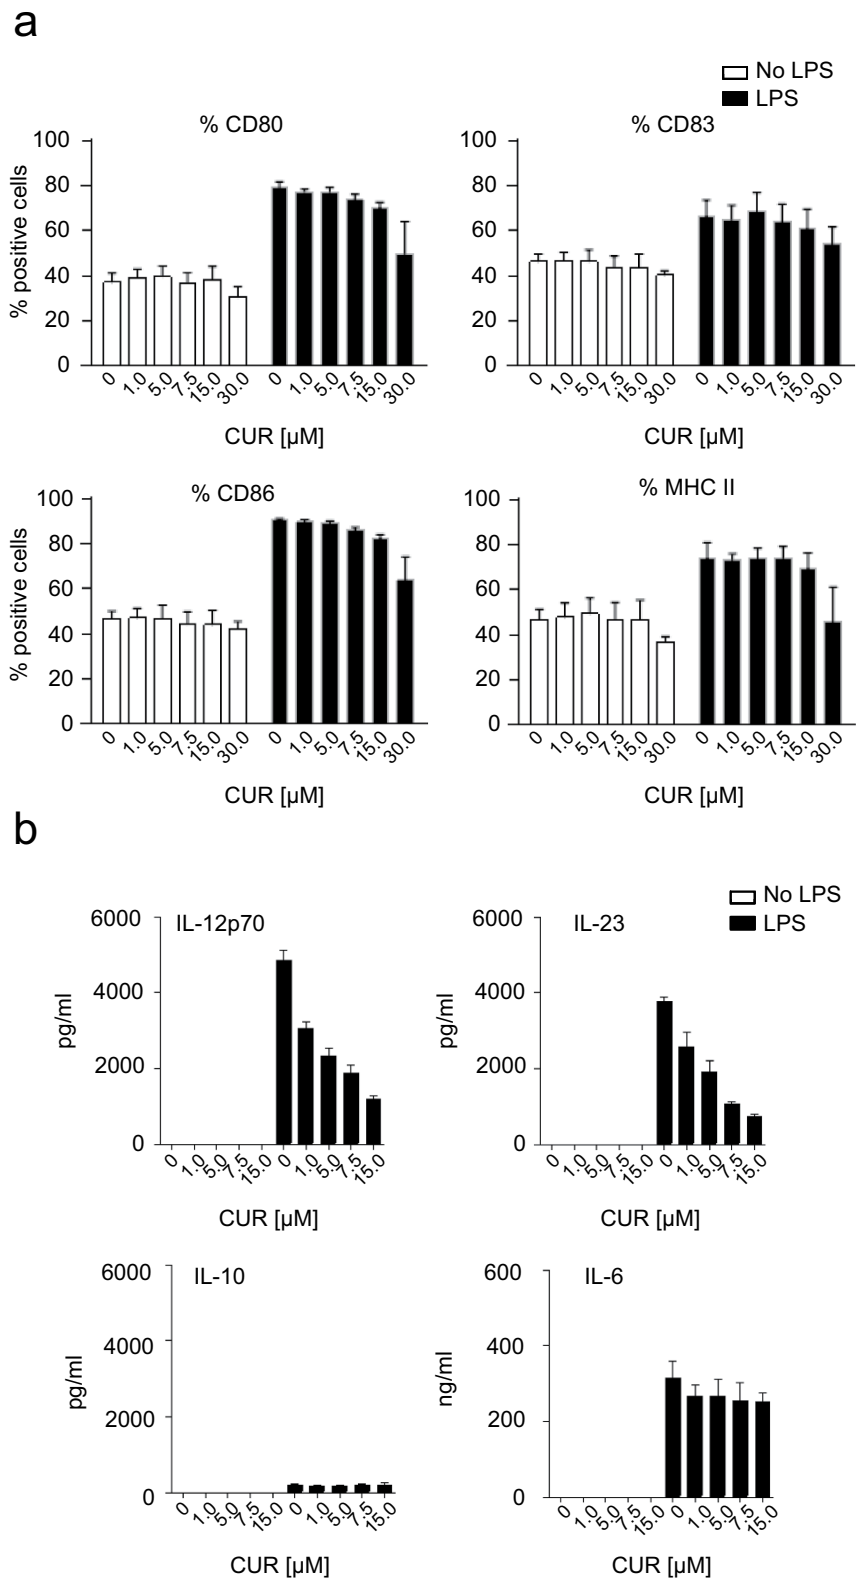 a
No LPS
LPS
% CD80
% CD83
% positive cells
100
80
60
40
20
0
100
80
60
40
20
0
0 1.0 5.0 7.5 15.0 30.0 0 1.0 5.0 7.5 15.0 30.0
0 1.0 5.0 7.5 15.0 30.0 0 1.0 5.0 7.5 15.0 30.0
CUR [µM]
CUR [µM]
% CD86
% MHC II
% positive cells
100
80
60
40
20
0
100
80
60
40
20
0
0 1.0 5.0 7.5 15.0 30.0 0 1.0 5.0 7.5 15.0 30.0
0 1.0 5.0 7.5 15.0 30.0 0 1.0 5.0 7.5 15.0 30.0
CUR [µM]
CUR [µM]
b
No LPS
LPS
IL-12p70
IL-23
pg/ml
6000
4000
2000
0
pg/ml
6000
4000
2000
0
0 1.0 5.0 7.5 15.0 0 1.0 5.0 7.5 15.0
0 1.0 5.0 7.5 15.0 0 1.0 5.0 7.5 15.0
CUR [µM]
CUR [µM]
IL-10
IL-6
pg/ml
6000
4000
2000
0
ng/ml
600
400
200
0
0 1.0 5.0 7.5 15.0 0 1.0 5.0 7.5 15.0
0 1.0 5.0 7.5 15.0 0 1.0 5.0 7.5 15.0
CUR [µM]
CUR [µM]